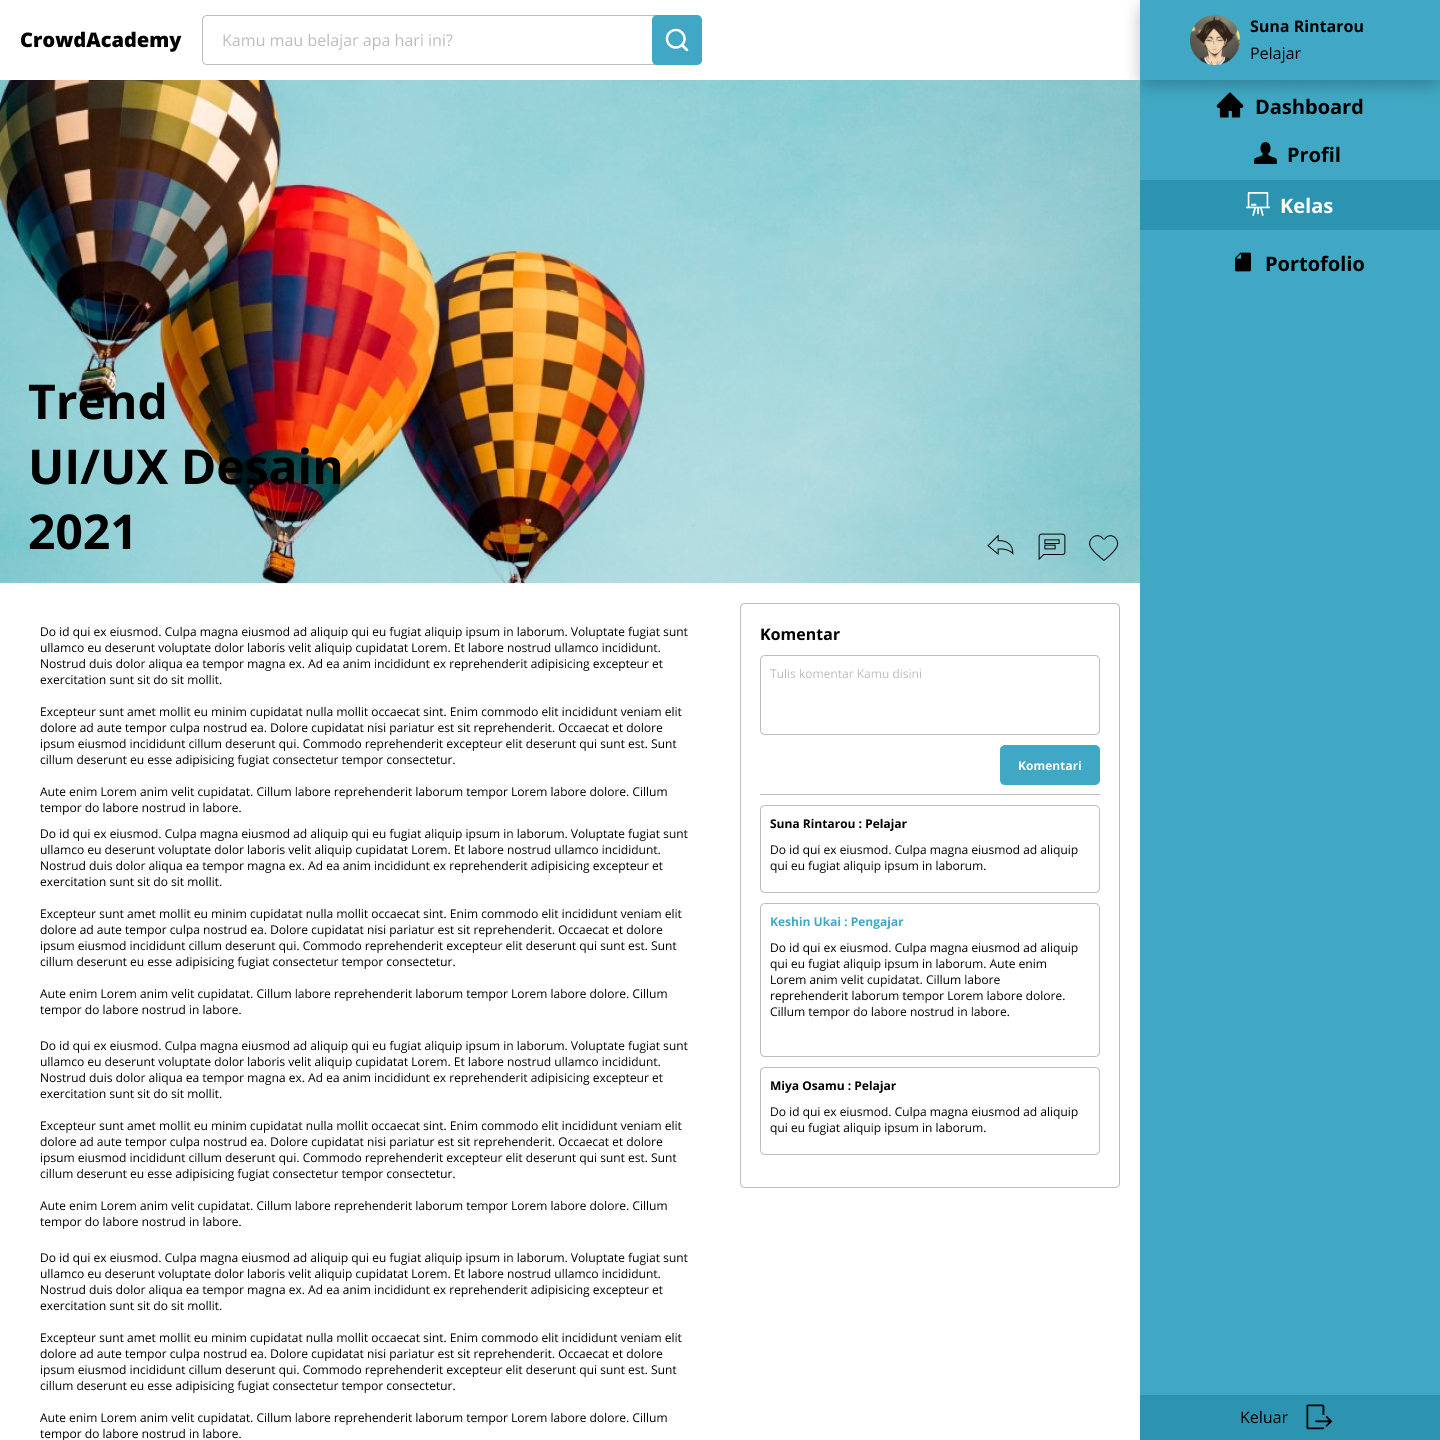 CrowdAcademy
Kamu mau belajar apa hari ini?
Suna Rintarou
Pelajar
Dashboard
Profil
Kelas
Portofolio
Trend
UI/UX Desain
2021
Do id qui ex eiusmod. Culpa magna eiusmod ad aliquip qui eu fugiat aliquip ipsum in laborum. Voluptate fugiat sunt
ullamco eu deserunt voluptate dolor laboris velit aliquip cupidatat Lorem. Et labore nostrud ullamco incididunt.
Nostrud duis dolor aliqua ea tempor magna ex. Ad ea anim incididunt ex reprehenderit adipisicing excepteur et
exercitation sunt sit do sit mollit.
Excepteur sunt amet mollit eu minim cupidatat nulla mollit occaecat sint. Enim commodo elit incididunt veniam elit
dolore ad aute tempor culpa nostrud ea. Dolore cupidatat nisi pariatur est sit reprehenderit. Occaecat et dolore
ipsum eiusmod incididunt cillum deserunt qui. Commodo reprehenderit excepteur elit deserunt qui sunt est. Sunt
cillum deserunt eu esse adipisicing fugiat consectetur tempor consectetur.
Aute enim Lorem anim velit cupidatat. Cillum labore reprehenderit laborum tempor Lorem labore dolore. Cillum
tempor do labore nostrud in labore.
Do id qui ex eiusmod. Culpa magna eiusmod ad aliquip qui eu fugiat aliquip ipsum in laborum. Voluptate fugiat sunt
ullamco eu deserunt voluptate dolor laboris velit aliquip cupidatat Lorem. Et labore nostrud ullamco incididunt.
Nostrud duis dolor aliqua ea tempor magna ex. Ad ea anim incididunt ex reprehenderit adipisicing excepteur et
exercitation sunt sit do sit mollit.
Excepteur sunt amet mollit eu minim cupidatat nulla mollit occaecat sint. Enim commodo elit incididunt veniam elit
dolore ad aute tempor culpa nostrud ea. Dolore cupidatat nisi pariatur est sit reprehenderit. Occaecat et dolore
ipsum eiusmod incididunt cillum deserunt qui. Commodo reprehenderit excepteur elit deserunt qui sunt est. Sunt
cillum deserunt eu esse adipisicing fugiat consectetur tempor consectetur.
Aute enim Lorem anim velit cupidatat. Cillum labore reprehenderit laborum tempor Lorem labore dolore. Cillum
tempor do labore nostrud in labore.
Do id qui ex eiusmod. Culpa magna eiusmod ad aliquip qui eu fugiat aliquip ipsum in laborum. Voluptate fugiat sunt
ullamco eu deserunt voluptate dolor laboris velit aliquip cupidatat Lorem. Et labore nostrud ullamco incididunt.
Nostrud duis dolor aliqua ea tempor magna ex. Ad ea anim incididunt ex reprehenderit adipisicing excepteur et
exercitation sunt sit do sit mollit.
Excepteur sunt amet mollit eu minim cupidatat nulla mollit occaecat sint. Enim commodo elit incididunt veniam elit
dolore ad aute tempor culpa nostrud ea. Dolore cupidatat nisi pariatur est sit reprehenderit. Occaecat et dolore
ipsum eiusmod incididunt cillum deserunt qui. Commodo reprehenderit excepteur elit deserunt qui sunt est. Sunt
cillum deserunt eu esse adipisicing fugiat consectetur tempor consectetur.
Aute enim Lorem anim velit cupidatat. Cillum labore reprehenderit laborum tempor Lorem labore dolore. Cillum
tempor do labore nostrud in labore.
Do id qui ex eiusmod. Culpa magna eiusmod ad aliquip qui eu fugiat aliquip ipsum in laborum. Voluptate fugiat sunt
ullamco eu deserunt voluptate dolor laboris velit aliquip cupidatat Lorem. Et labore nostrud ullamco incididunt.
Nostrud duis dolor aliqua ea tempor magna ex. Ad ea anim incididunt ex reprehenderit adipisicing excepteur et
exercitation sunt sit do sit mollit.
Excepteur sunt amet mollit eu minim cupidatat nulla mollit occaecat sint. Enim commodo elit incididunt veniam elit
dolore ad aute tempor culpa nostrud ea. Dolore cupidatat nisi pariatur est sit reprehenderit. Occaecat et dolore
ipsum eiusmod incididunt cillum deserunt qui. Commodo reprehenderit excepteur elit deserunt qui sunt est. Sunt
cillum deserunt eu esse adipisicing fugiat consectetur tempor consectetur.
Aute enim Lorem anim velit cupidatat. Cillum labore reprehenderit laborum tempor Lorem labore dolore. Cillum
tempor do labore nostrud in labore.
Komentar
Tulis komentar Kamu disini
Komentari
Suna Rintarou : Pelajar
Do id qui ex eiusmod. Culpa magna eiusmod ad aliquip
qui eu fugiat aliquip ipsum in laborum.
Keshin Ukai : Pengajar
Do id qui ex eiusmod. Culpa magna eiusmod ad aliquip
qui eu fugiat aliquip ipsum in laborum. Aute enim
Lorem anim velit cupidatat. Cillum labore
reprehenderit laborum tempor Lorem labore dolore.
Cillum tempor do labore nostrud in labore.
Miya Osamu : Pelajar
Do id qui ex eiusmod. Culpa magna eiusmod ad aliquip
qui eu fugiat aliquip ipsum in laborum.
Keluar